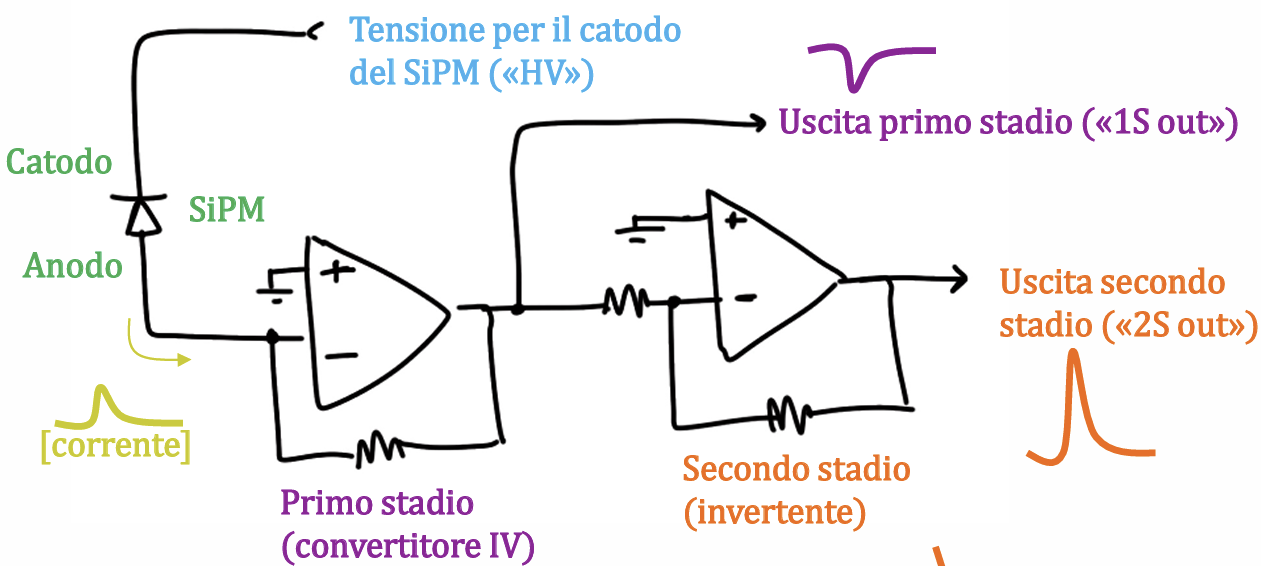 Tensione per il catodo
del SiPM («HV»)
Uscita primo stadio («1S out»)
Catodo
SiPM
Anodo
+
-
+
-
Uscita secondo
stadio («2S out»)
[corrente]
Primo stadio
(convertitore IV)
Secondo stadio
(invertente)